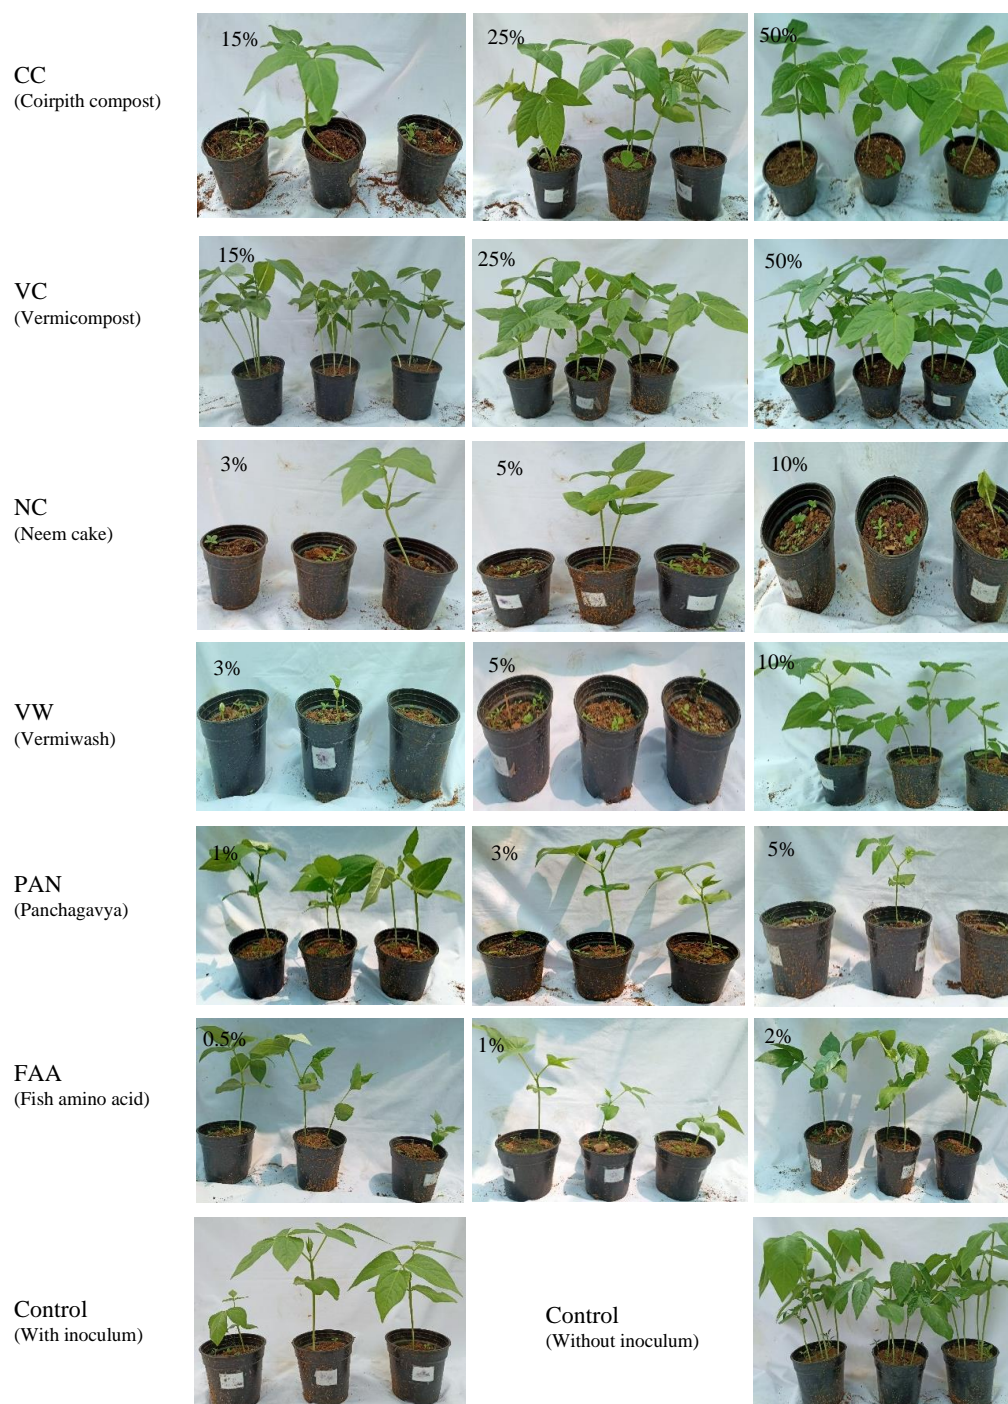 CC
(Coirpith compost)
15%
25%
50%
VC
(Vermicompost)
15%
25%
50%
NC
(Neem cake)
3%
5%
10%
VW
(Vermiwash)
3%
5%
10%
PAN
(Panchagavya)
1%
3%
5%
FAA
(Fish amino acid)
0.5%
1%
2%
Control
(With inoculum)
Control
(Without inoculum)